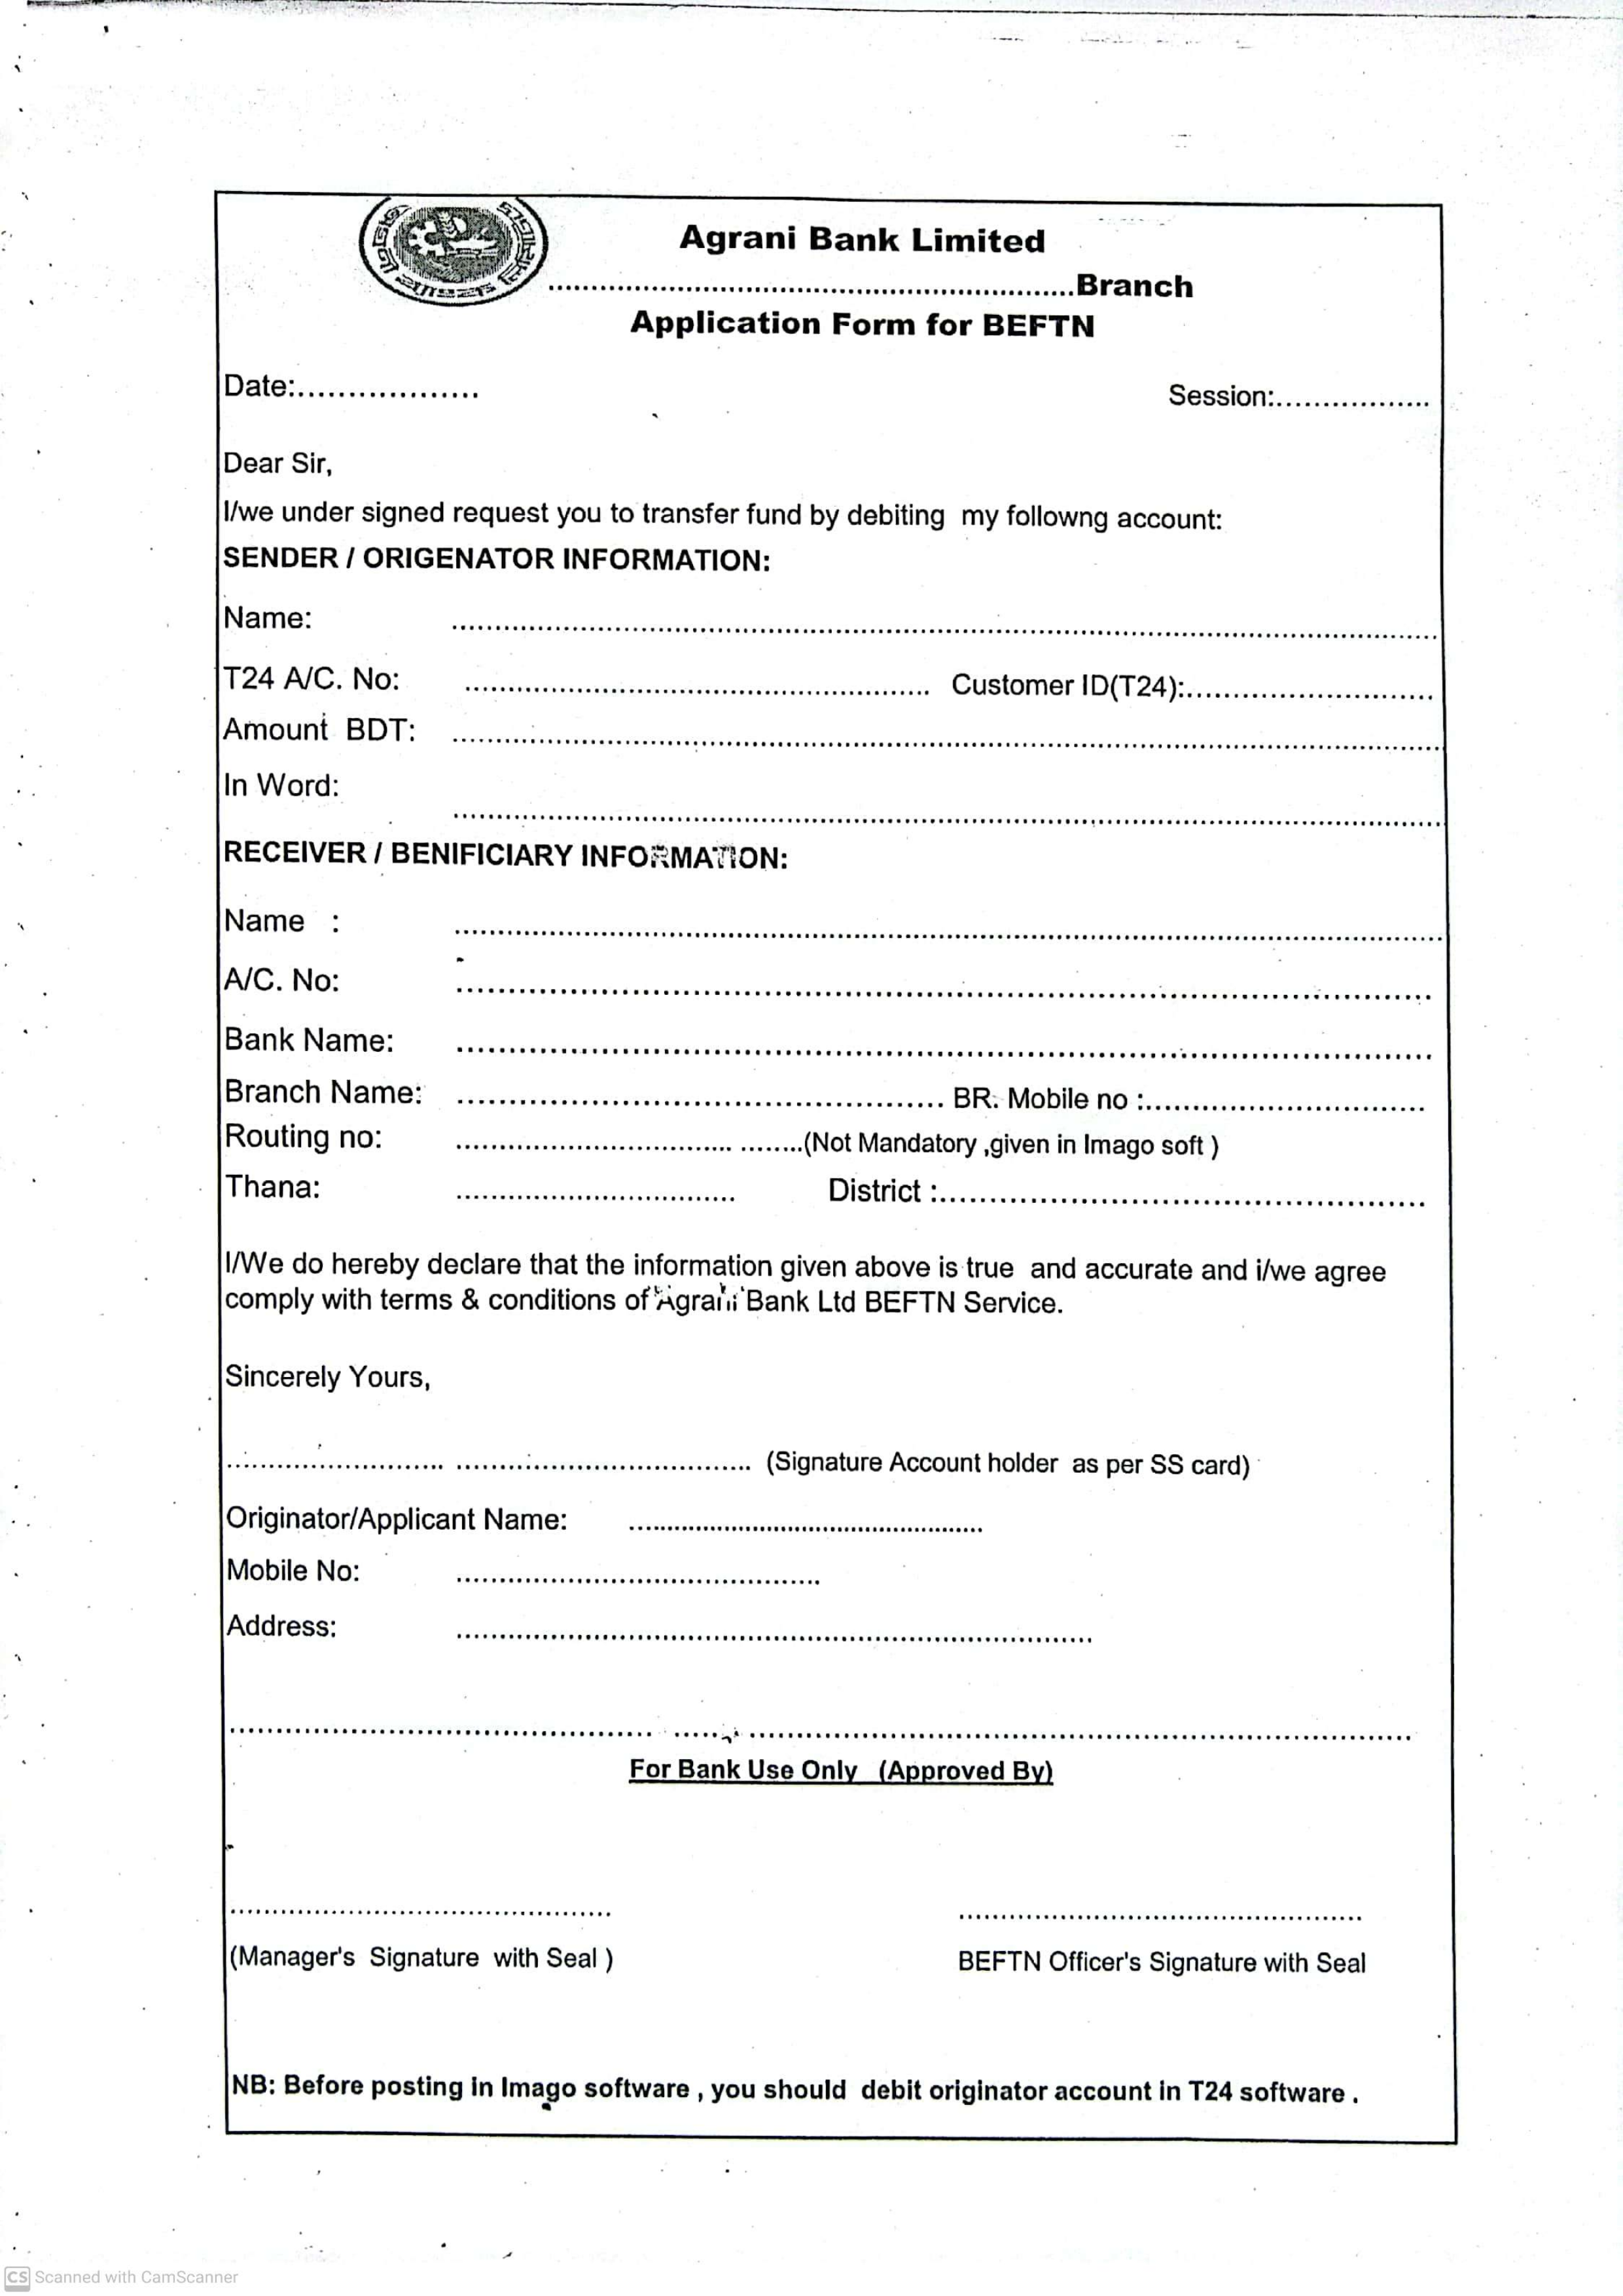 Agrani Bank Limited
............................................................Branch
Application Form for BEFTN
Date:................... Session:.................
Dear Sir,
I/we under signed request you to transfer fund by debiting my followng account:
SENDER / ORIGENATOR INFORMATION:
Name: ....................................................................................................
T24 A/C. No: .................................................... Customer ID(T24):..........................
Amount BDT: ....................................................................................................
In Word:
....................................................................................................
RECEIVER / BENIFICIARY INFORMATION:
Name : ....................................................................................................
A/C. No: ....................................................................................................
Bank Name: ....................................................................................................
Branch Name: .................................................... BR. Mobile no :..............................
Routing no: ................................ ........(Not Mandatory ,given in Imago soft )
Thana: ................................ District :....................................................
I/We do hereby declare that the information given above is true and accurate and i/we agree
comply with terms & conditions of Agrani Bank Ltd BEFTN Service.
Sincerely Yours,
........................ ................................ (Signature Account holder as per SS card)
Originator/Applicant Name: ................................................
Mobile No: ..........................................
Address: ........................................................................
................................................ ...... ........................................................................
For Bank Use Only (Approved By)
............................................ ..............................................
(Manager's Signature with Seal ) BEFTN Officer's Signature with Seal
NB: Before posting in Imago software , you should debit originator account in T24 software .
CS Scanned with CamScanner